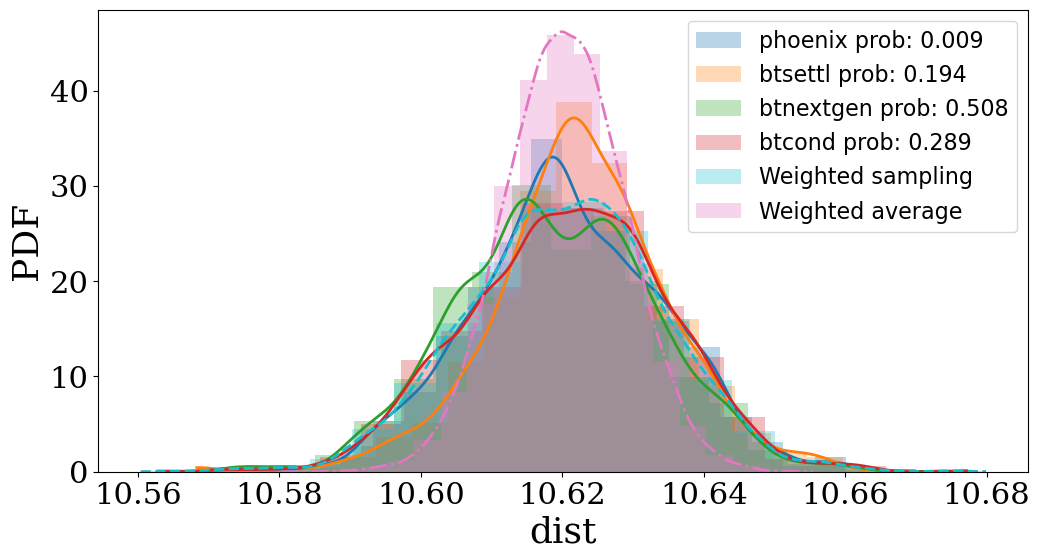 phoenix prob: 0.009
btsettl prob: 0.194
btnextgen prob: 0.508
btcond prob: 0.289
Weighted sampling
Weighted average
PDF
40
30
20
10
0
10.56 10.58 10.60 10.62 10.64 10.66 10.68
dist